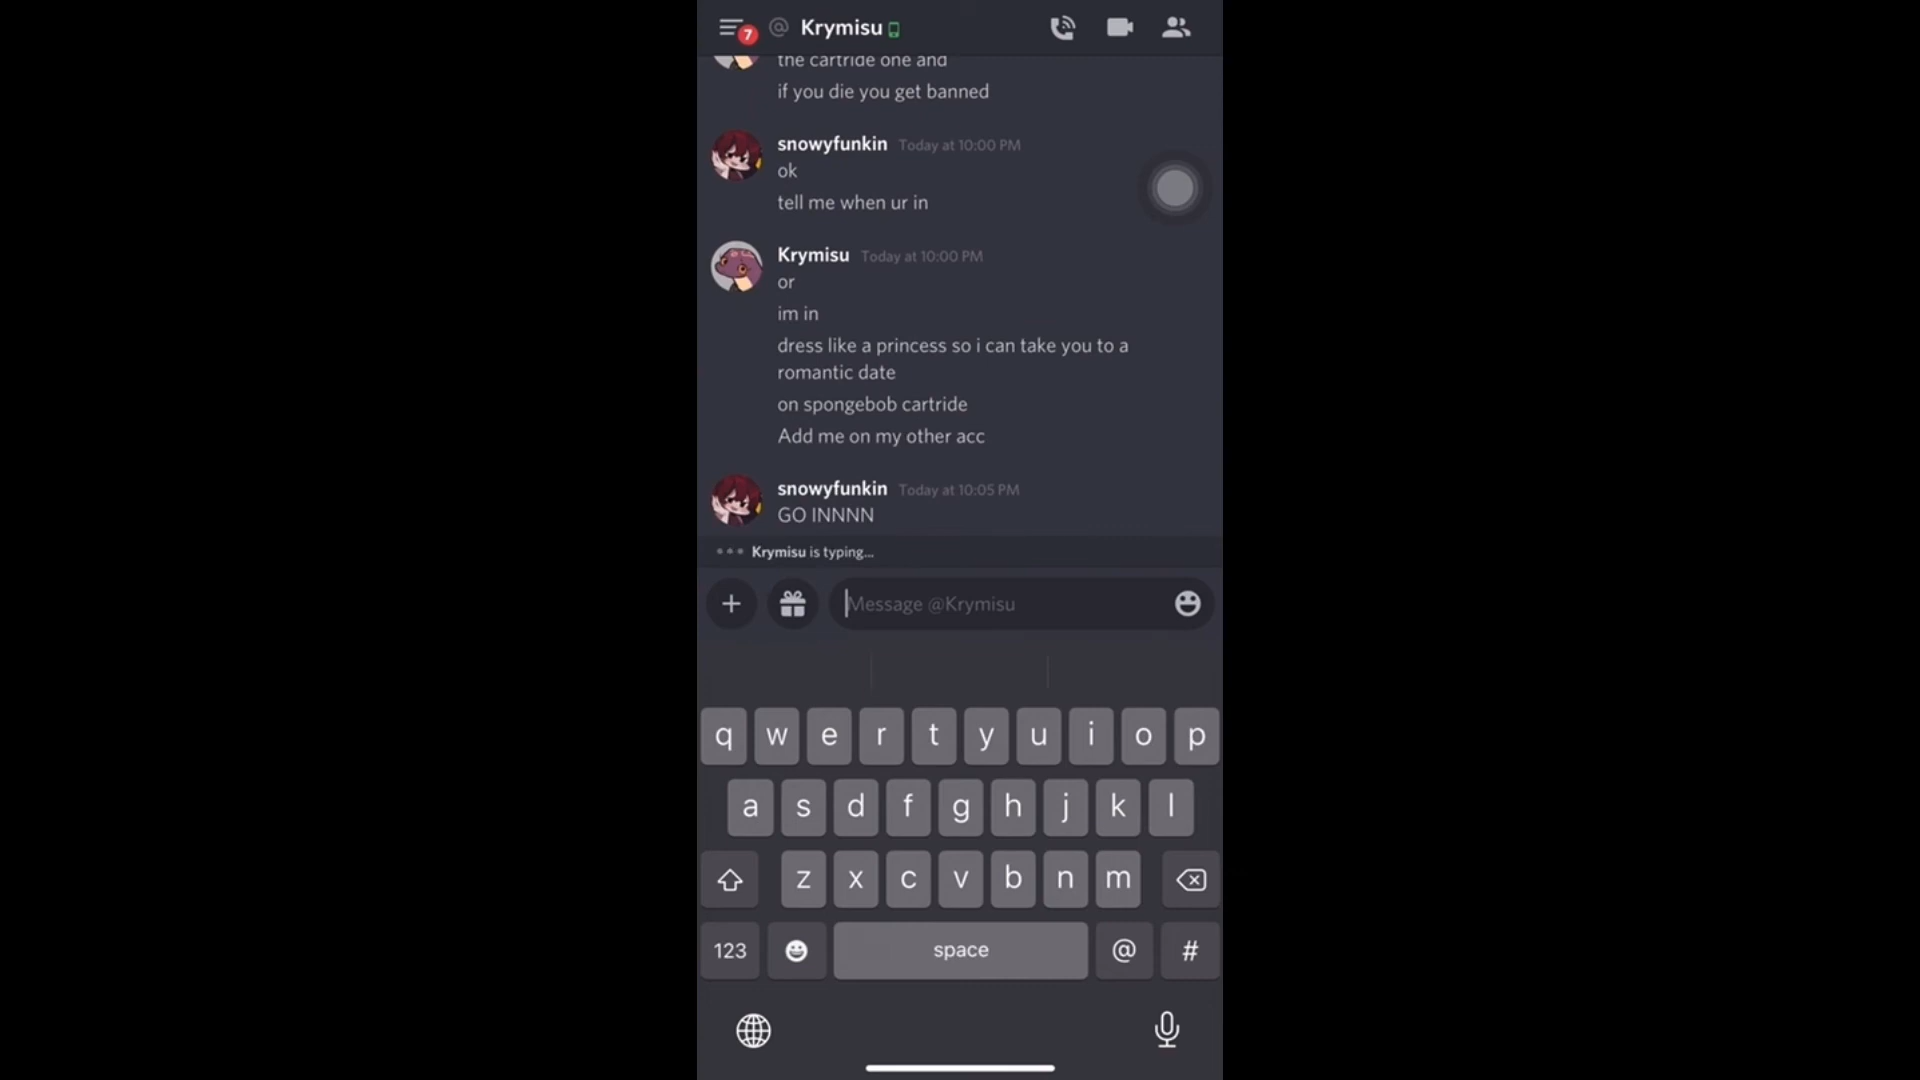 7 @ Krymisu
the cartride one and
if you die you get banned
snowyfunkin Today at 10:00 PM
ok
tell me when ur in
Krymisu Today at 10:00 PM
or
im in
dress like a princess so i can take you to a
romantic date
on spongebob cartride
Add me on my other acc
snowyfunkin Today at 10:05 PM
GO INNNN
Krymisu is typing...
Message @Krymisu
q w e r t y u i o p
a s d f g h j k l
z x c v b n m
123 space @ #